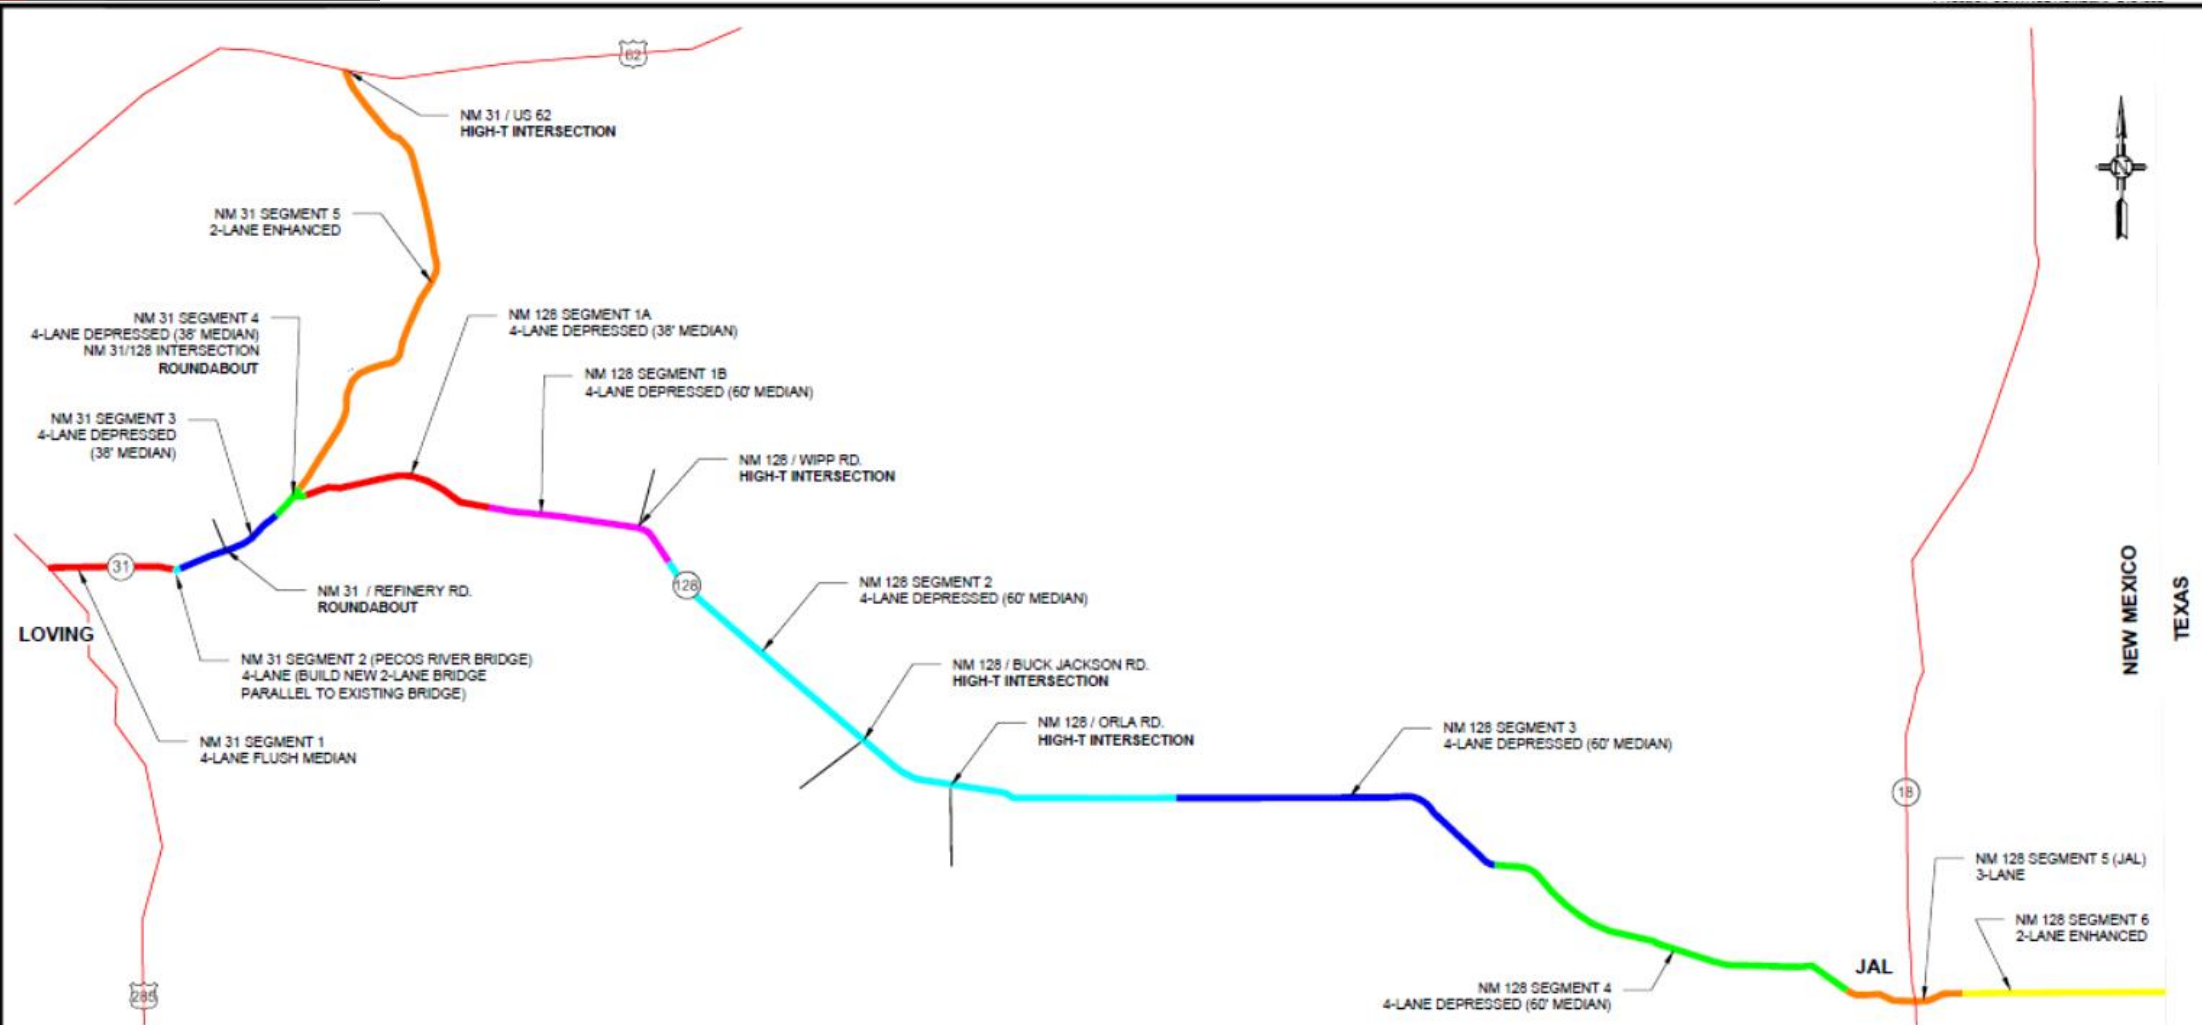 62
NM 31 / US 62
HIGH-T INTERSECTION
N
NM 31 SEGMENT 5
2-LANE ENHANCED
NM 31 SEGMENT 4
4-LANE DEPRESSED (38' MEDIAN)
NM 31/128 INTERSECTION
ROUNDABOUT
NM 128 SEGMENT 1A
4-LANE DEPRESSED (38' MEDIAN)
NM 128 SEGMENT 1B
4-LANE DEPRESSED (60' MEDIAN)
NM 31 SEGMENT 3
4-LANE DEPRESSED
(38' MEDIAN)
NM 128 / WIPP RD.
HIGH-T INTERSECTION
31
NM 31 / REFINERY RD.
ROUNDABOUT
128
NM 128 SEGMENT 2
4-LANE DEPRESSED (60' MEDIAN)
NEW MEXICO
TEXAS
LOVING
NM 31 SEGMENT 2 (PECOS RIVER BRIDGE)
4-LANE (BUILD NEW 2-LANE BRIDGE
PARALLEL TO EXISTING BRIDGE)
NM 128 / BUCK JACKSON RD.
HIGH-T INTERSECTION
NM 31 SEGMENT 1
4-LANE FLUSH MEDIAN
NM 128 / ORLA RD.
HIGH-T INTERSECTION
NM 128 SEGMENT 3
4-LANE DEPRESSED (60' MEDIAN)
18
NM 128 SEGMENT 5 (JAL)
3-LANE
NM 128 SEGMENT 6
2-LANE ENHANCED
JAL
285
NM 128 SEGMENT 4
4-LANE DEPRESSED (60' MEDIAN)